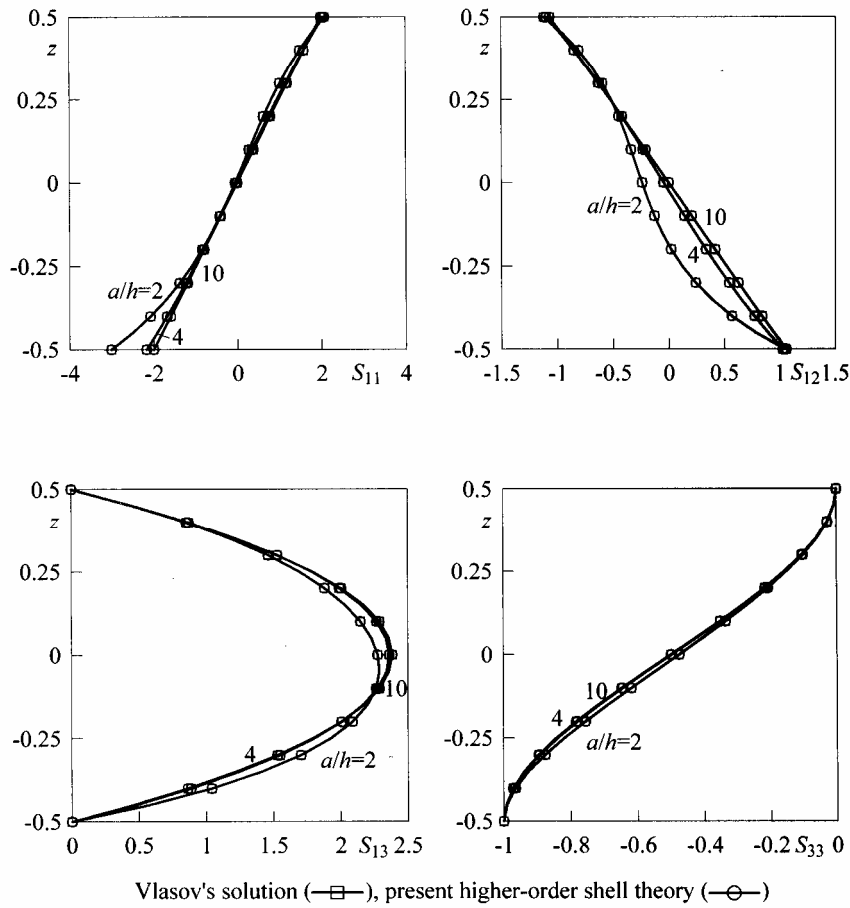 0.5
z
0.25
0
-0.25
-0.5
a/h=2
10
4
-4 -2 0 2 S11 4
0.5
z
0.25
0
-0.25
-0.5
a/h=2
10
4
-1.5 -1 -0.5 0 0.5 1 S12 1.5
0.5
z
0.25
0
-0.25
-0.5
10
4
a/h=2
0 0.5 1 1.5 2 S13 2.5
0.5
z
0.25
0
-0.25
-0.5
10
4
a/h=2
-1 -0.8 -0.6 -0.4 -0.2 S33 0
Vlasov's solution (), present higher-order shell theory ()